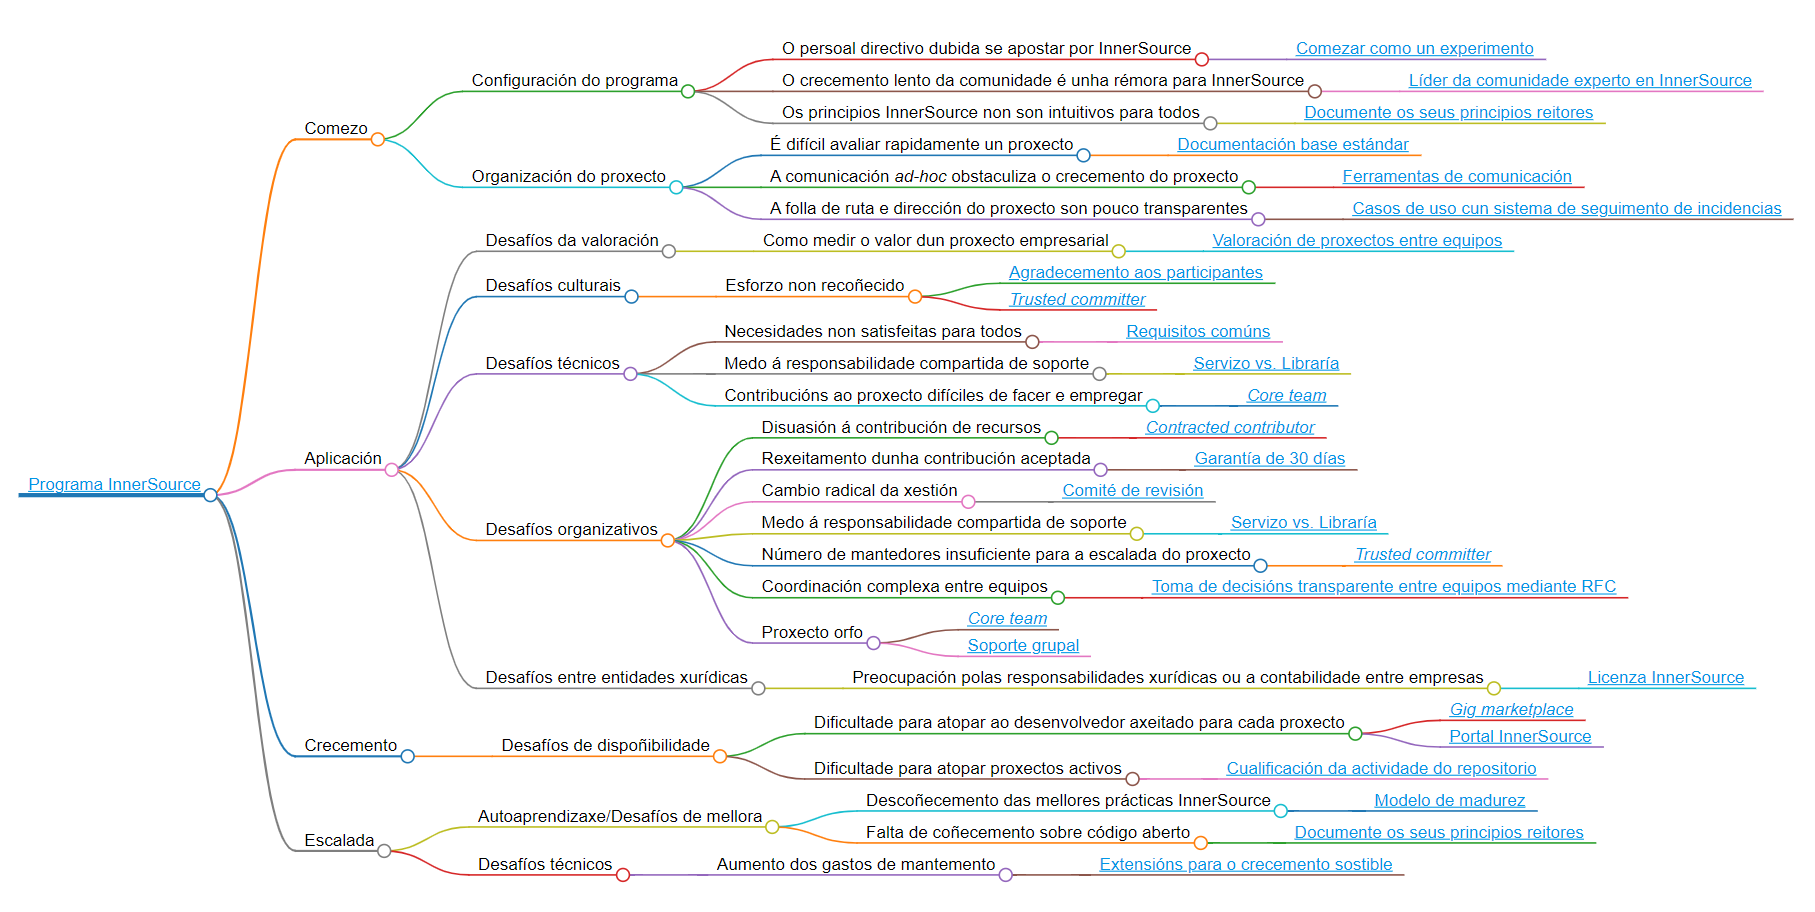 Programa InnerSource
Comezo
Configuración do programa
O persoal directivo dubida se apostar por InnerSource
Comezar como un experimento
O crecemento lento da comunidade é unha rémora para InnerSource
Líder da comunidade experto en InnerSource
Os principios InnerSource non son intuitivos para todos
Documente os seus principios reitores
Organización do proxecto
É difícil avaliar rapidamente un proxecto
Documentación base estándar
A comunicación ad-hoc obstaculiza o crecemento do proxecto
Ferramentas de comunicación
A folla de ruta e dirección do proxecto son pouco transparentes
Casos de uso cun sistema de seguimento de incidencias
Aplicación
Desafíos da valoración
Como medir o valor dun proxecto empresarial
Valoración de proxectos entre equipos
Desafíos culturais
Esforzo non recoñecido
Agradecemento aos participantes
Trusted committer
Desafíos técnicos
Necesidades non satisfeitas para todos
Requisitos comúns
Medo á responsabilidade compartida de soporte
Servizo vs. Libraría
Contribucións ao proxecto difíciles de facer e empregar
Core team
Desafíos organizativos
Disuasión á contribución de recursos
Contracted contributor
Rexeitamento dunha contribución aceptada
Garantía de 30 días
Cambio radical da xestión
Comité de revisión
Medo á responsabilidade compartida de soporte
Servizo vs. Libraría
Número de mantedores insuficiente para a escalada do proxecto
Trusted committer
Coordinación complexa entre equipos
Toma de decisións transparente entre equipos mediante RFC
Proxecto orfo
Core team
Soporte grupal
Desafíos entre entidades xurídicas
Preocupación polas responsabilidades xurídicas ou a contabilidade entre empresas
Licenza InnerSource
Crecemento
Desafíos de dispoñibilidade
Dificultade para atopar ao desenvolvedor axeitado para cada proxecto
Gig marketplace
Portal InnerSource
Dificultade para atopar proxectos activos
Cualificación da actividade do repositorio
Escalada
Autoaprendizaxe/Desafíos de mellora
Descoñecemento das mellores prácticas InnerSource
Modelo de madurez
Falta de coñecemento sobre código aberto
Documente os seus principios reitores
Desafíos técnicos
Aumento dos gastos de mantemento
Extensións para o crecemento sostible